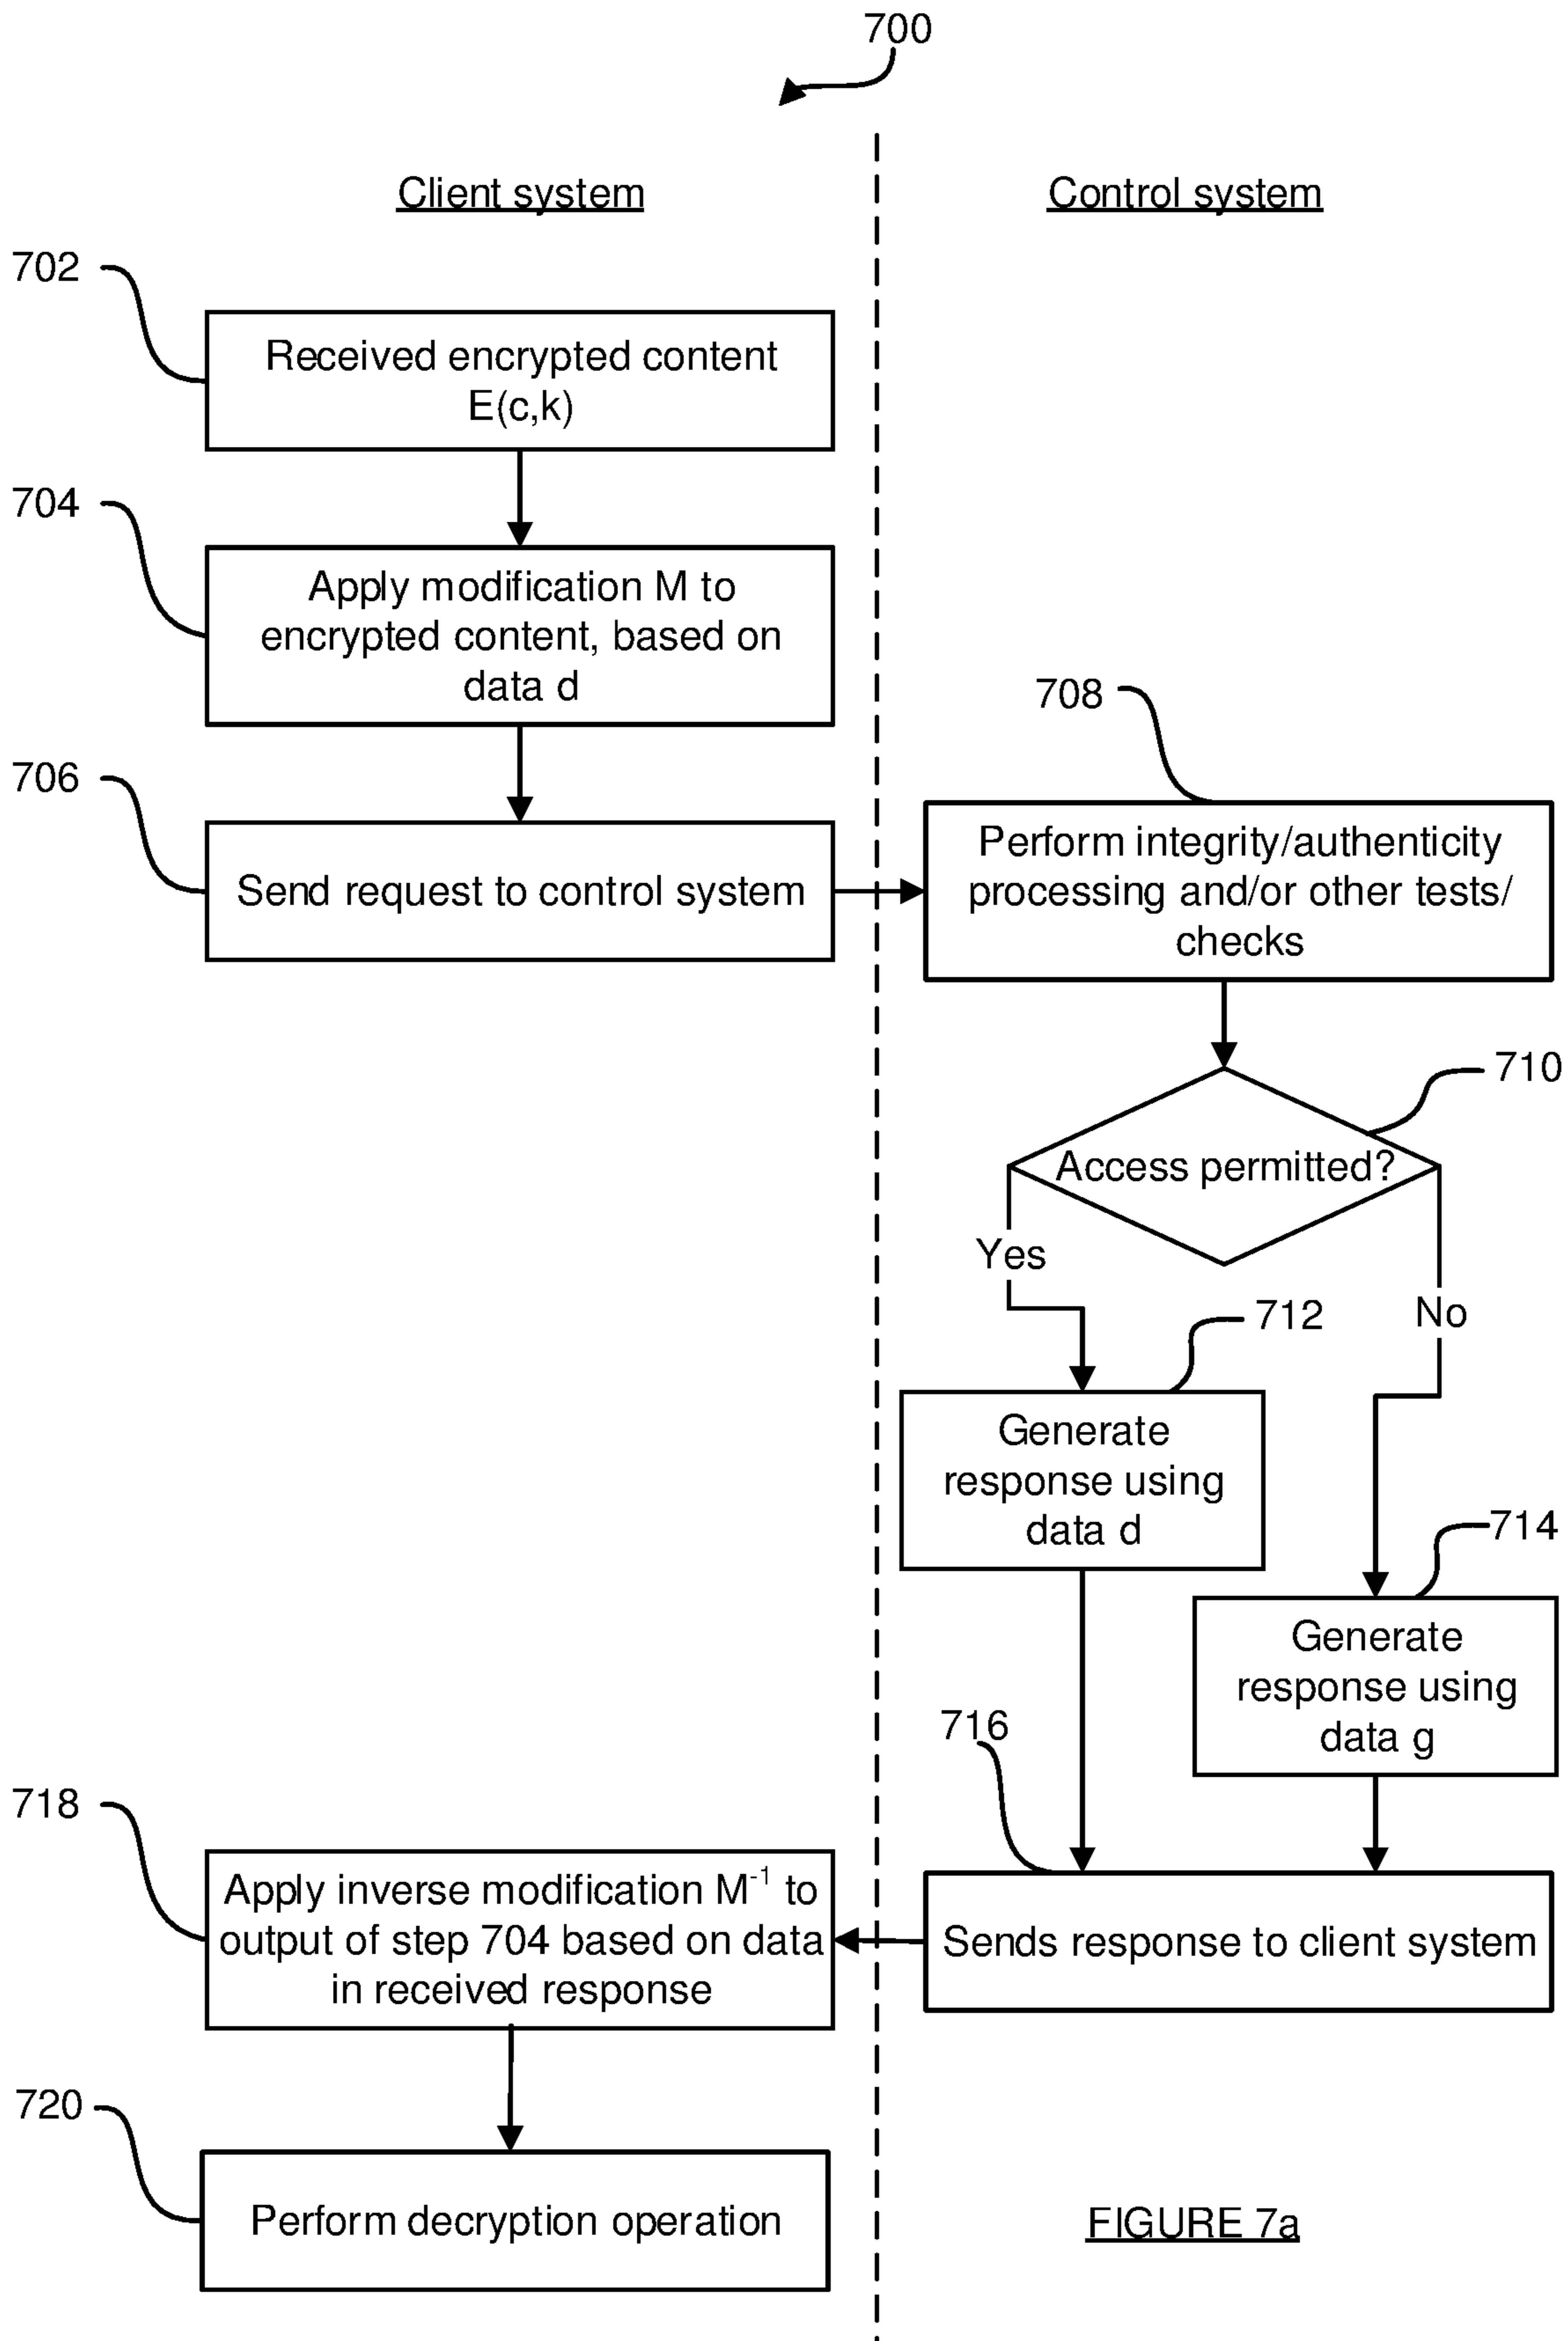 700
Client system
Control system
702
Received encrypted content
E(c,k)
704
Apply modification M to
encrypted content, based on
data d
706
Send request to control system
708
Perform integrity/authenticity
processing and/or other tests/
checks
710
Access permitted?
Yes
No
712
Generate
response using
data d
714
Generate
response using
data g
716
Sends response to client system
718
Apply inverse modification M⁻¹ to
output of step 704 based on data
in received response
720
Perform decryption operation
FIGURE 7a